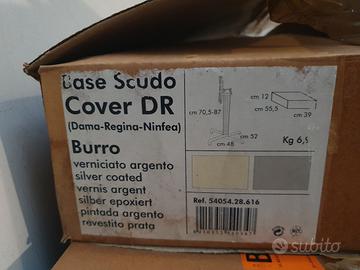 Base Scudo
Cover DR
(Dama-Regina-Ninfea)
Burro
verniciato argento
silver coated
vernis argent
silber epoxiert
pintada argento
revestito prata
cm 70,5-87
cm 52
cm 48
cm 12
cm 55,5
cm 39
Kg 6,5
Ref. 54054.28.616
subito